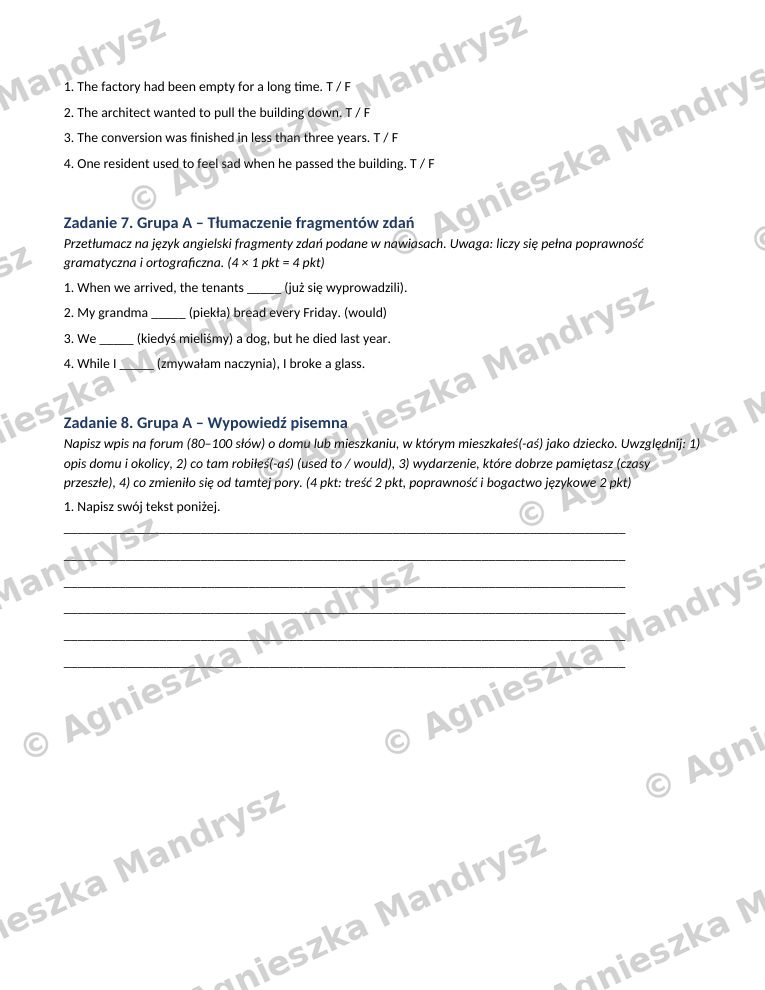 1. The factory had been empty for a long time. T / F
2. The architect wanted to pull the building down. T / F
3. The conversion was finished in less than three years. T / F
4. One resident used to feel sad when he passed the building. T / F
Zadanie 7. Grupa A – Tłumaczenie fragmentów zdań
Przetłumacz na język angielski fragmenty zdań podane w nawiasach. Uwaga: liczy się pełna poprawność
gramatyczna i ortograficzna. (4 × 1 pkt = 4 pkt)
1. When we arrived, the tenants _____ (już się wyprowadzili).
2. My grandma _____ (piekła) bread every Friday. (would)
3. We _____ (kiedyś mieliśmy) a dog, but he died last year.
4. While I _____ (zmywałam naczynia), I broke a glass.
Zadanie 8. Grupa A – Wypowiedź pisemna
Napisz wpis na forum (80–100 słów) o domu lub mieszkaniu, w którym mieszkałeś(-aś) jako dziecko. Uwzględnij: 1)
opis domu i okolicy, 2) co tam robiłeś(-aś) (used to / would), 3) wydarzenie, które dobrze pamiętasz (czasy
przeszłe), 4) co zmieniło się od tamtej pory. (4 pkt: treść 2 pkt, poprawność i bogactwo językowe 2 pkt)
1. Napisz swój tekst poniżej.
© Agnieszka Mandrysz